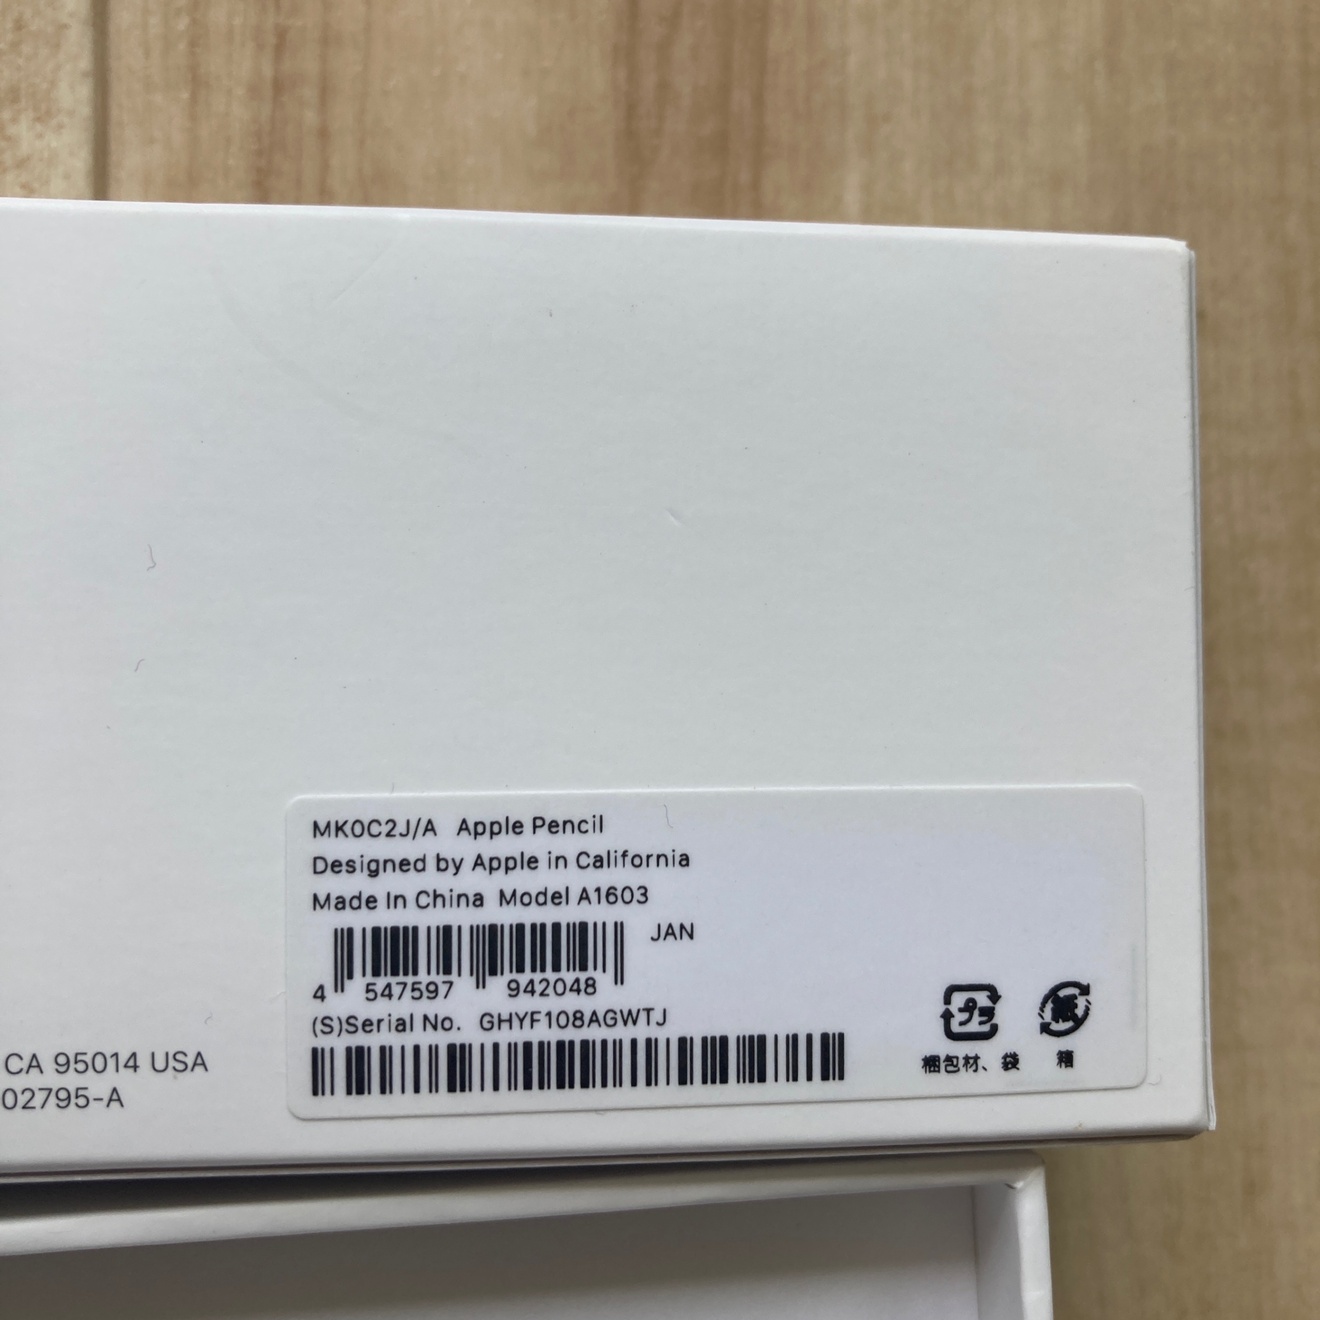 MK0C2J/A Apple Pencil
Designed by Apple in California
Made In China Model A1603
JAN
4 547597 942048
(S)Serial No. GHYF108AGWTJ
プラ
紙
梱包材、袋
箱
CA 95014 USA
02795-A